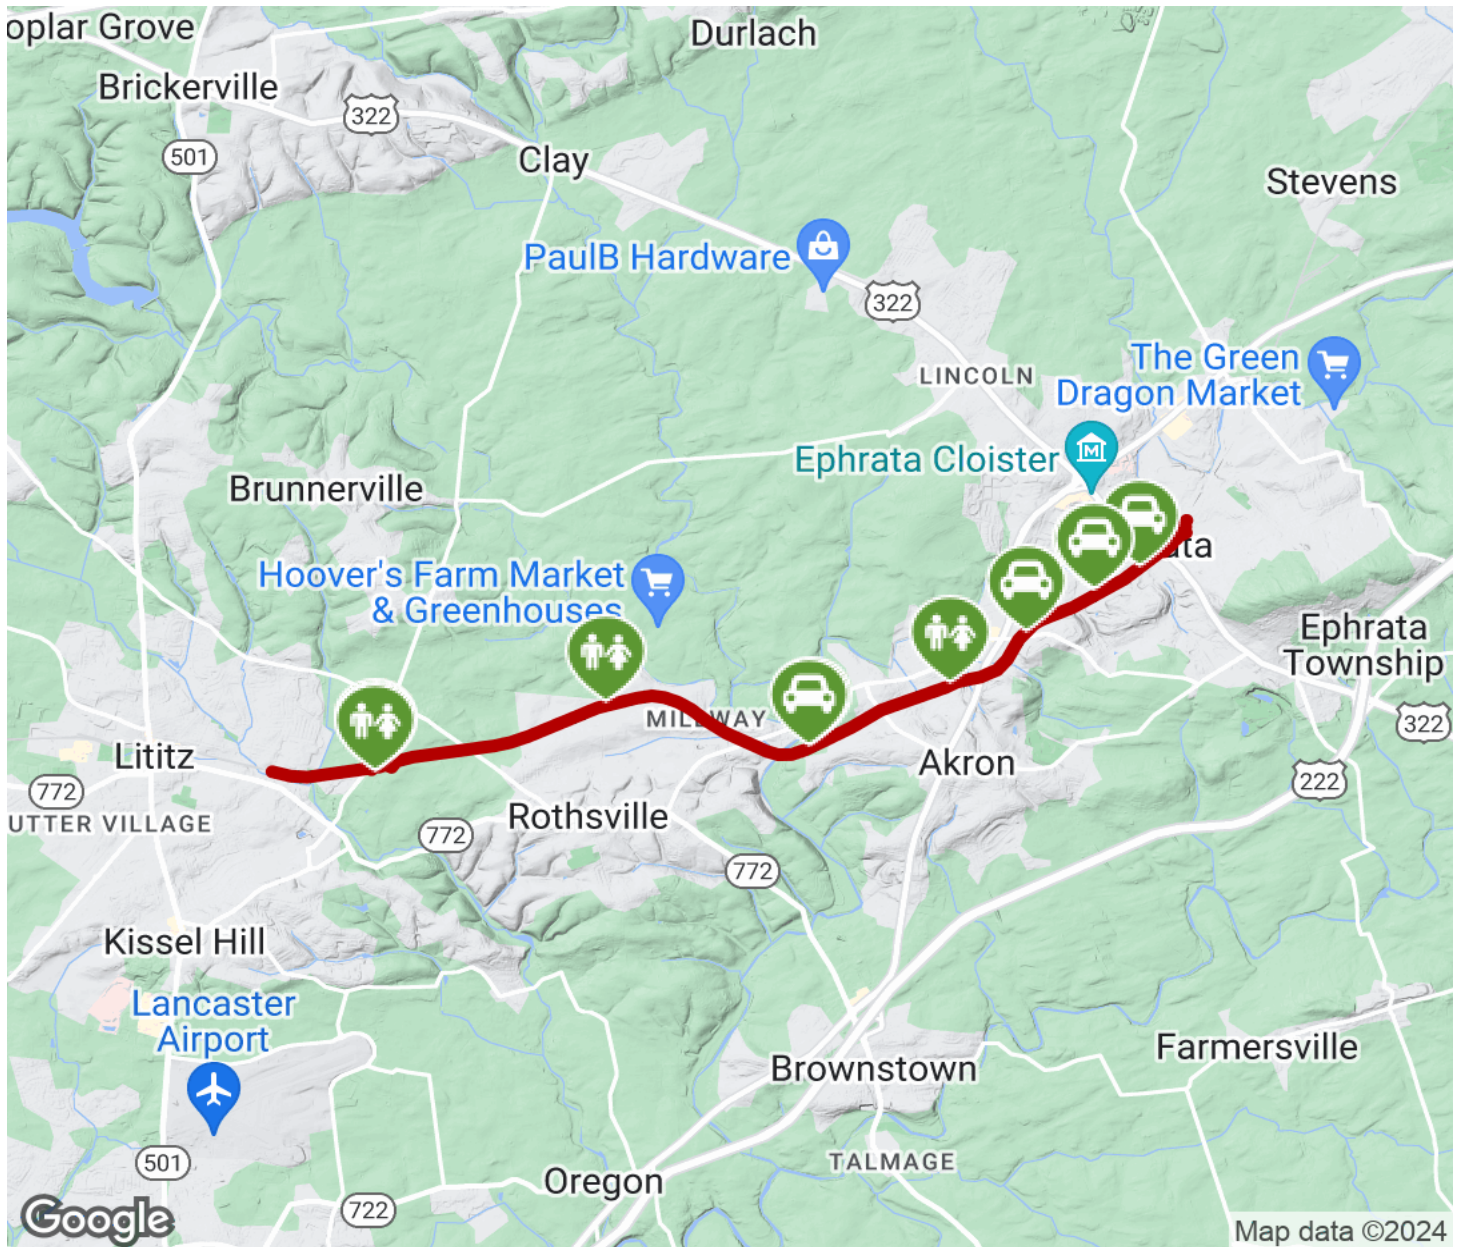 oplar Grove
Durlach
Brickerville
322
501
Clay
Stevens
PaulB Hardware
322
The Green
Dragon Market
LINCOLN
Ephrata Cloister
Brunnerville
ata
Hoover's Farm Market
& Greenhouses
Ephrata
Township
MILLWAY
322
Lititz
Akron
222
772
UTTER VILLAGE
Rothsville
772
772
Kissel Hill
Lancaster
Airport
Farmersville
Brownstown
501
TALMAGE
Oregon
722
Google
Map data ©2024